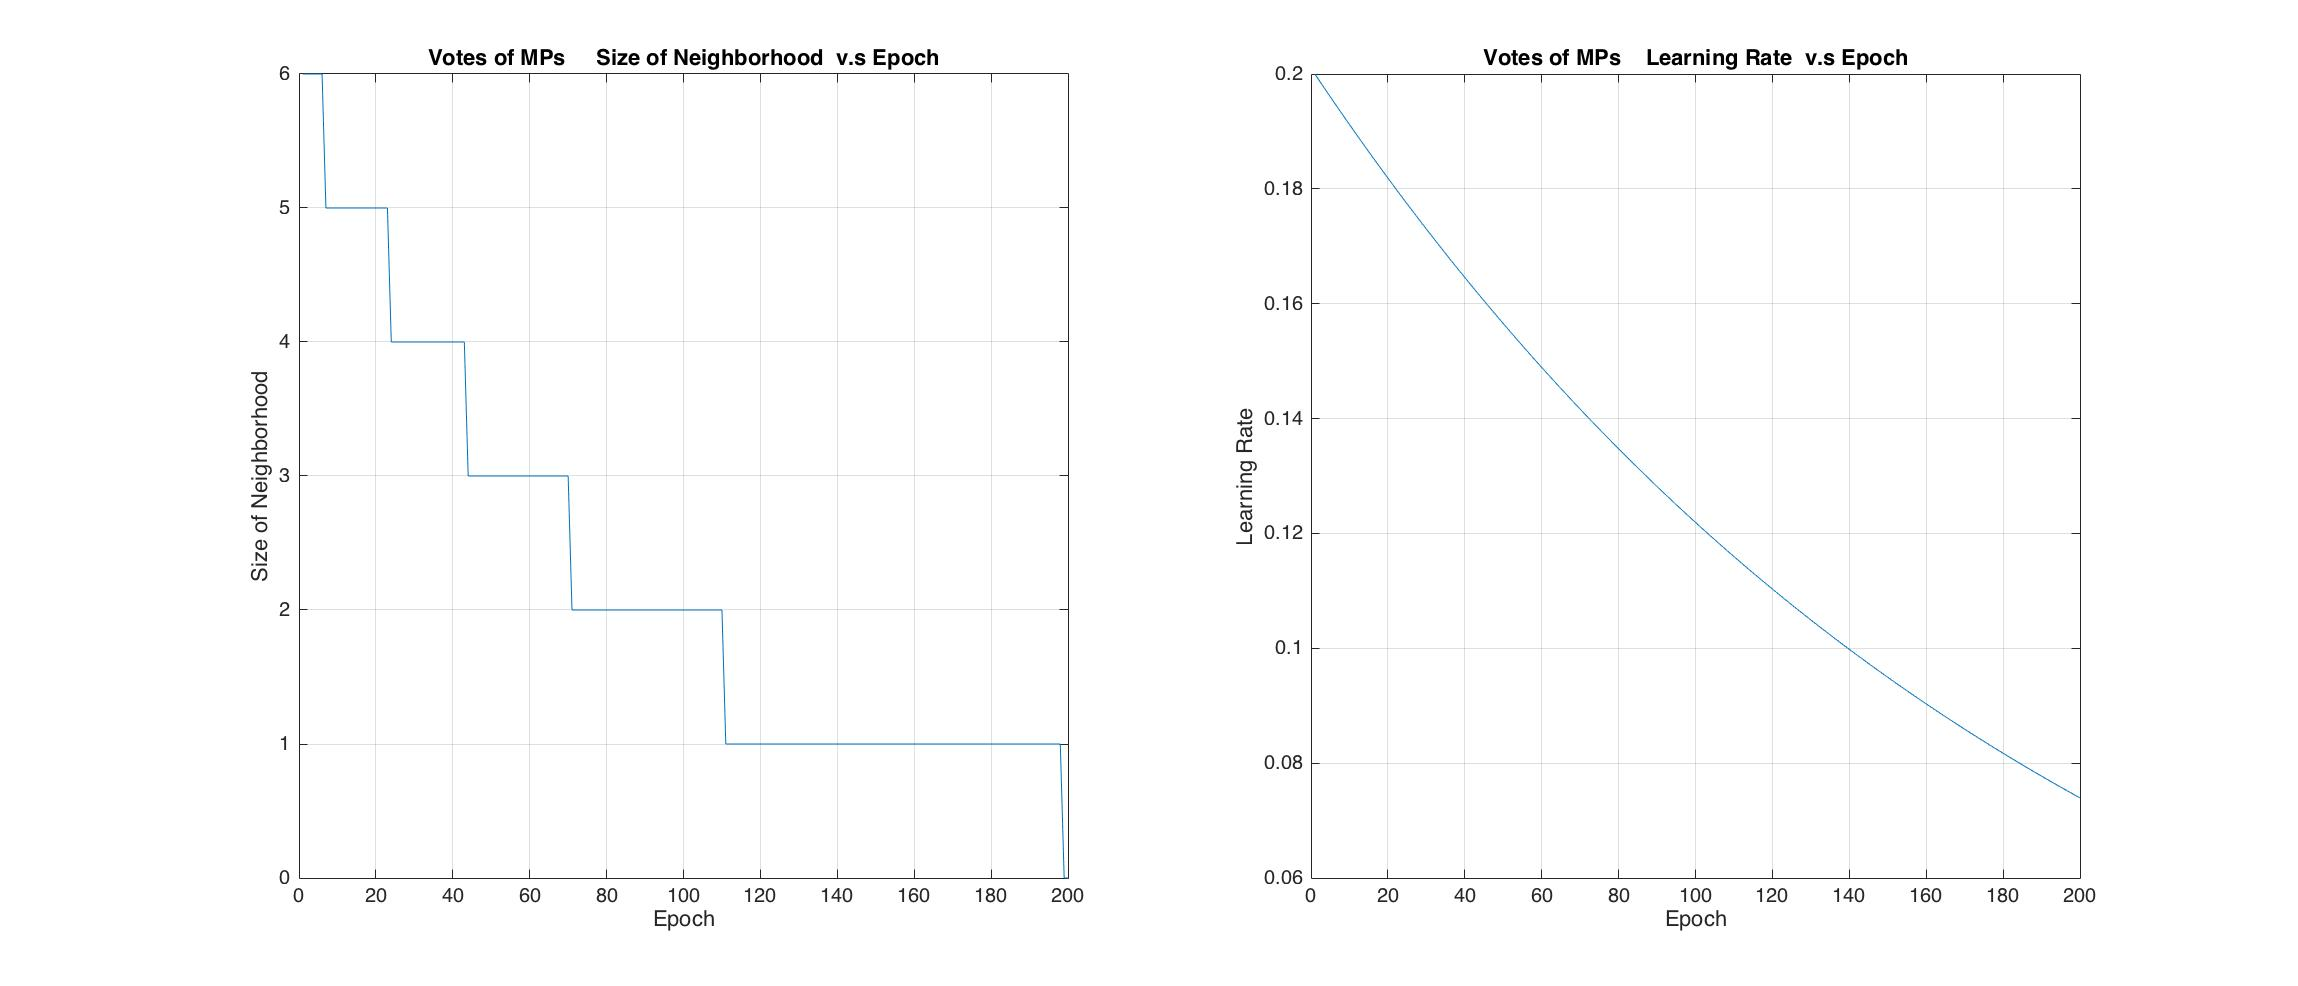 Votes of MPs Size of Neighborhood v.s Epoch
6
5
4
3
2
1
0
Size of Neighborhood
0 20 40 60 80 100 120 140 160 180 200
Epoch
Votes of MPs Learning Rate v.s Epoch
0.2
0.18
0.16
0.14
0.12
0.1
0.08
0.06
Learning Rate
0 20 40 60 80 100 120 140 160 180 200
Epoch